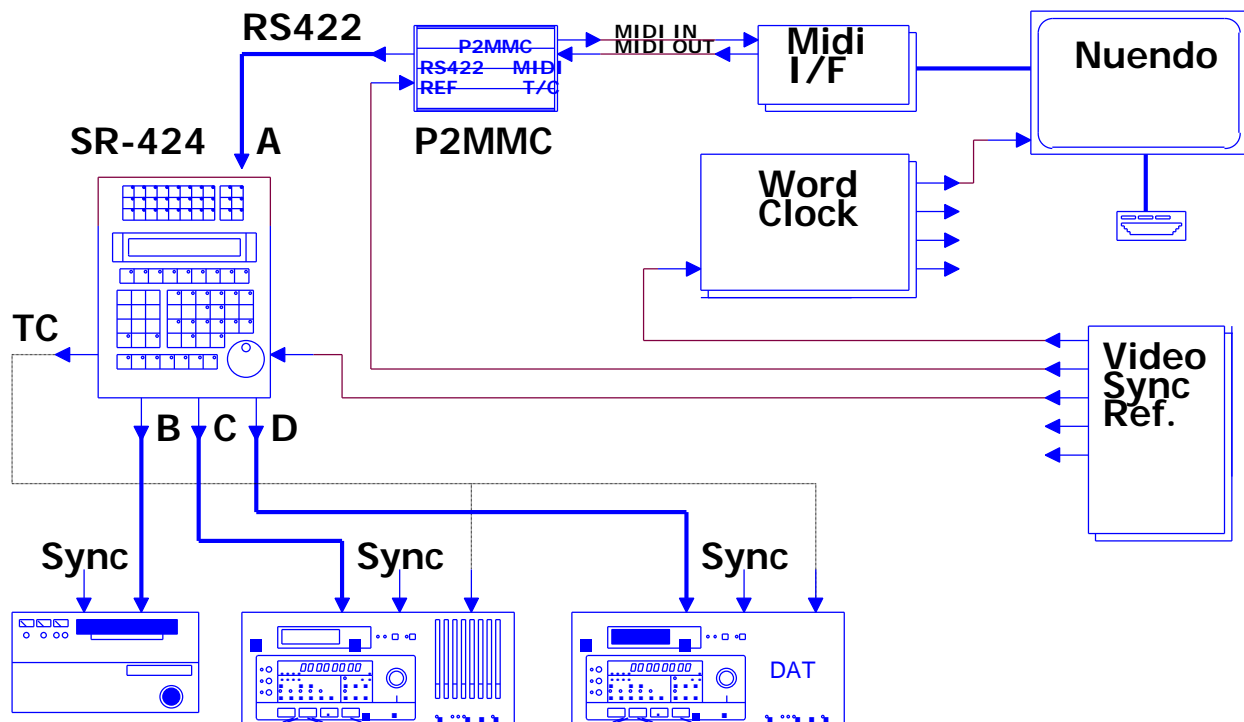 RS422
P2MMC
RS422 MIDI
REF T/C
MIDI IN
MIDI OUT
Midi
I/F
Nuendo
SR-424
A
P2MMC
Word
Clock
TC
Video
Sync
Ref.
B
C
D
Sync
Sync
Sync
DAT